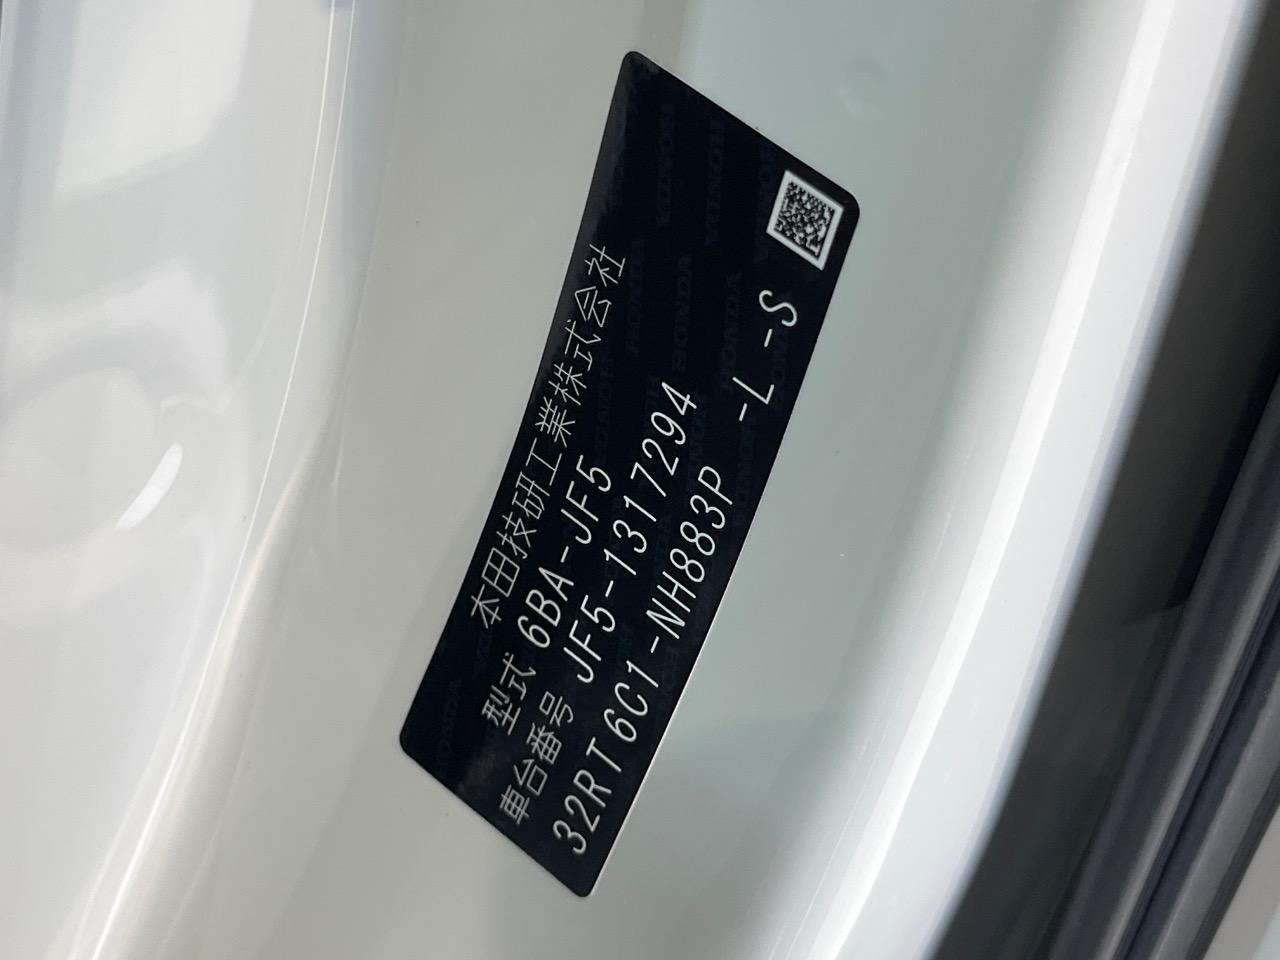 本田技研工業株式会社
型式 6BA-JF5
車台番号 JF5-1317294
32RT6C1-NH883P -L -S